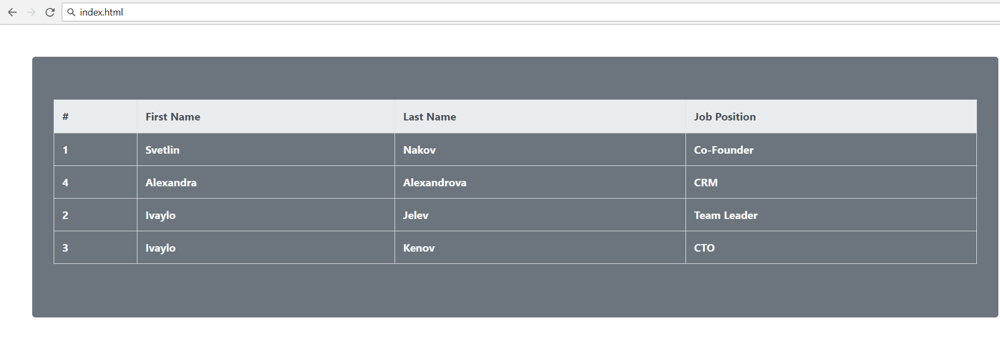 index.html
# First Name Last Name Job Position
1 Svetlin Nakov Co-Founder
4 Alexandra Alexandrova CRM
2 Ivaylo Jelev Team Leader
3 Ivaylo Kenov CTO